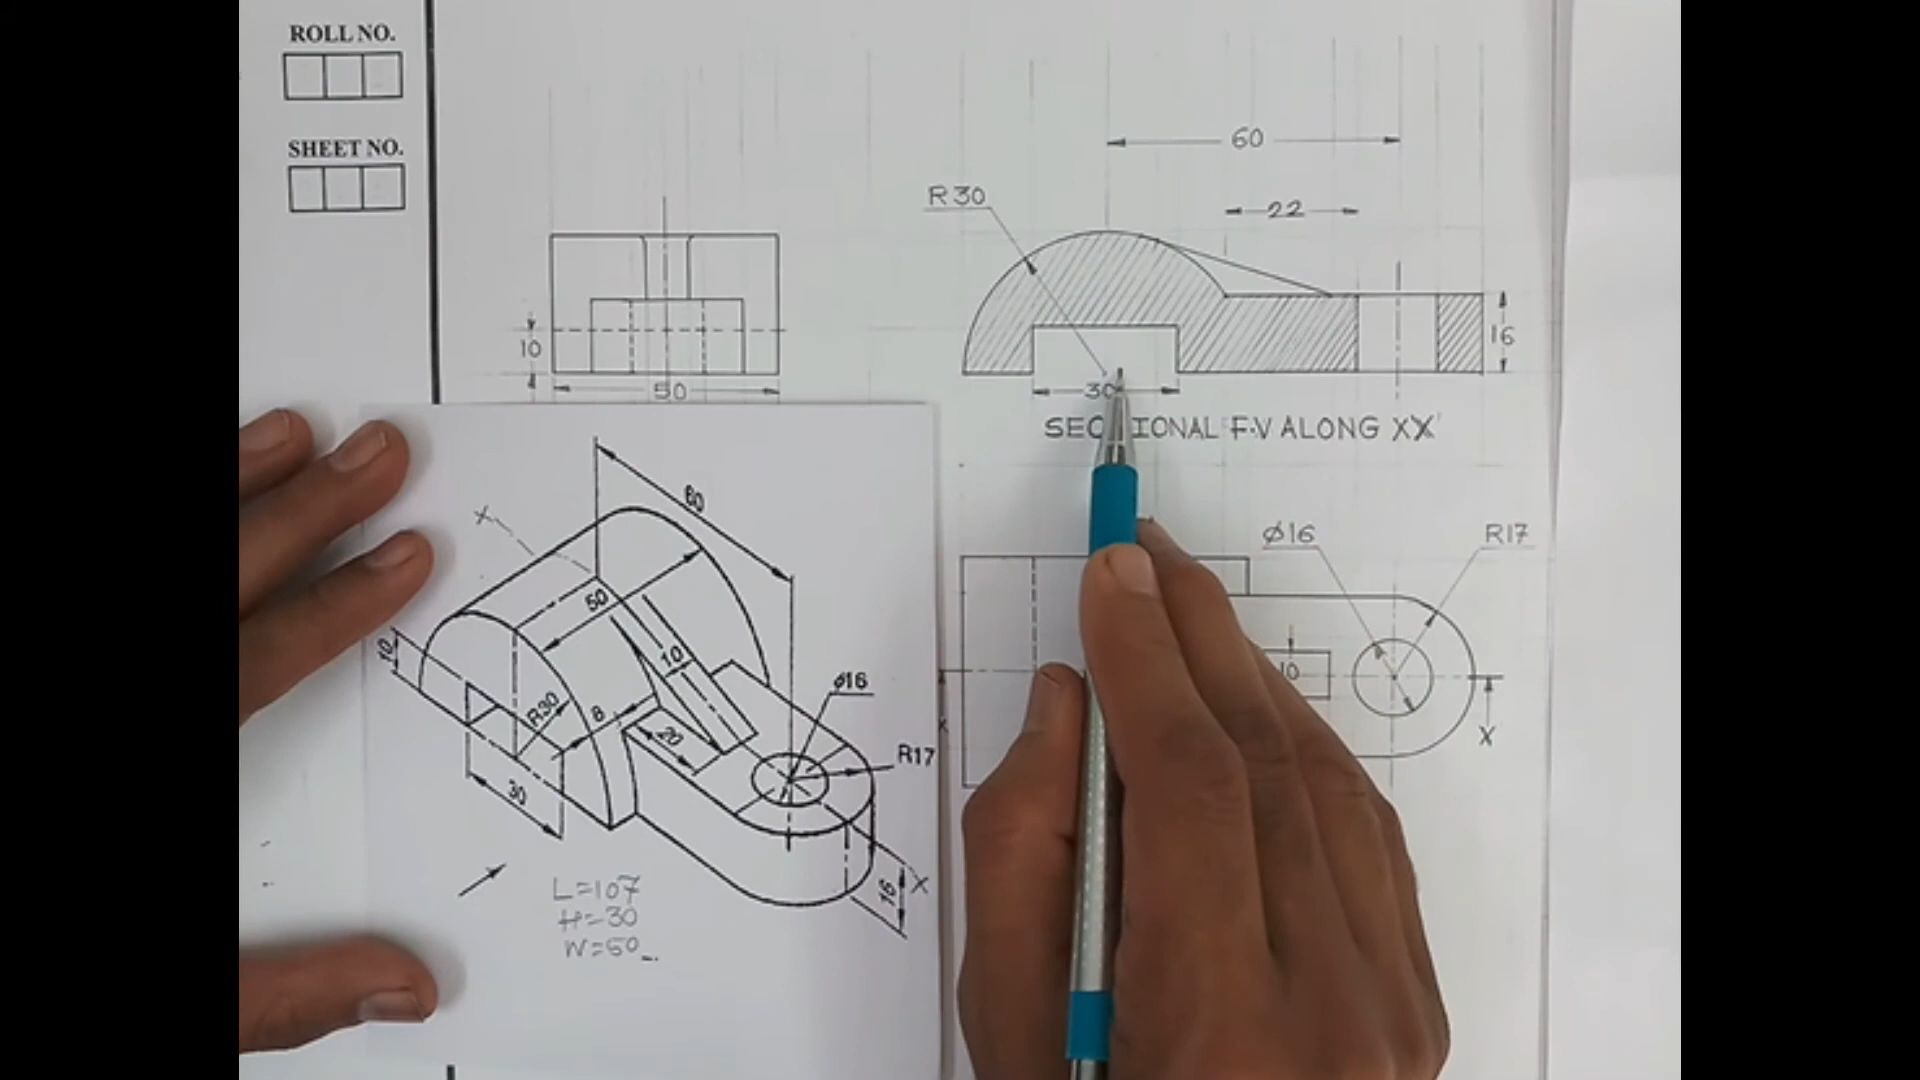 ROLL NO.
SHEET NO.
60
R30
22
16
10
50
30
SECTIONAL F.V ALONG XX'
Ø16
R17
10
X
X
60
X
50
10
10
Ø16
R30
8
20
R17
30
16
X
L=107
H=30
W=50